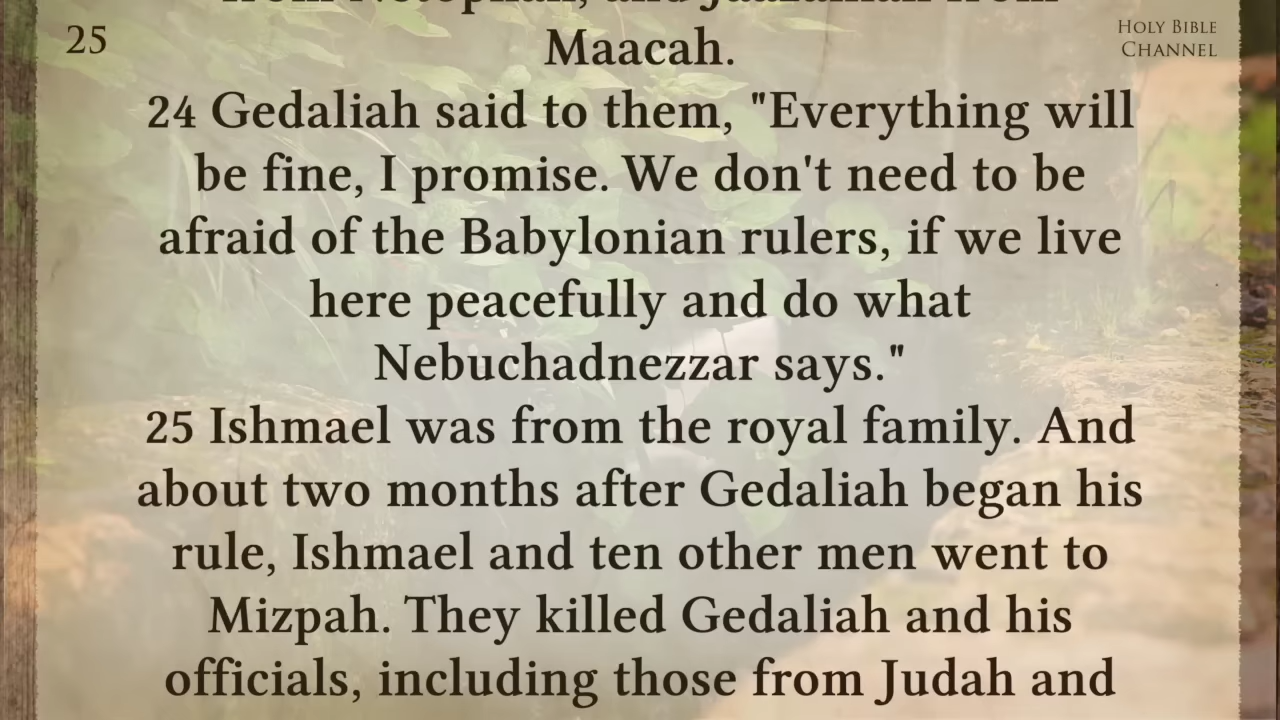 25
HOLY BIBLE
CHANNEL
Maacah.
24 Gedaliah said to them, "Everything will
be fine, I promise. We don't need to be
afraid of the Babylonian rulers, if we live
here peacefully and do what
Nebuchadnezzar says."
25 Ishmael was from the royal family. And
about two months after Gedaliah began his
rule, Ishmael and ten other men went to
Mizpah. They killed Gedaliah and his
officials, including those from Judah and